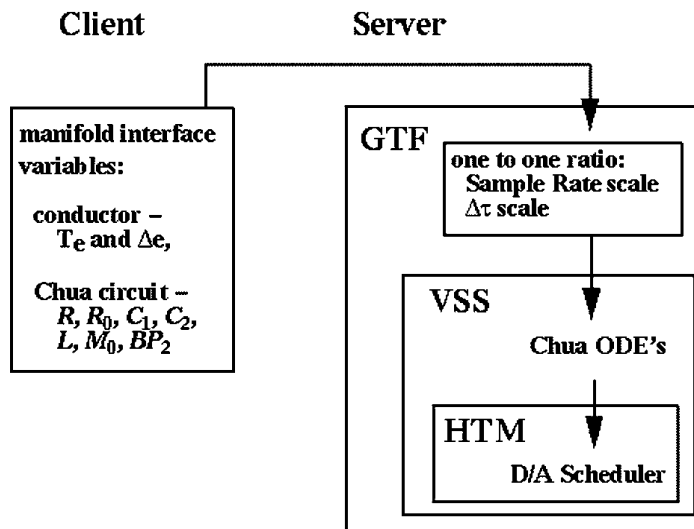 Client
Server
manifold interface
variables:
conductor –
Te and Δe,
Chua circuit –
R, R0, C1, C2,
L, M0, BP2
GTF
one to one ratio:
Sample Rate scale
Δτ scale
VSS
Chua ODE's
HTM
D/A Scheduler